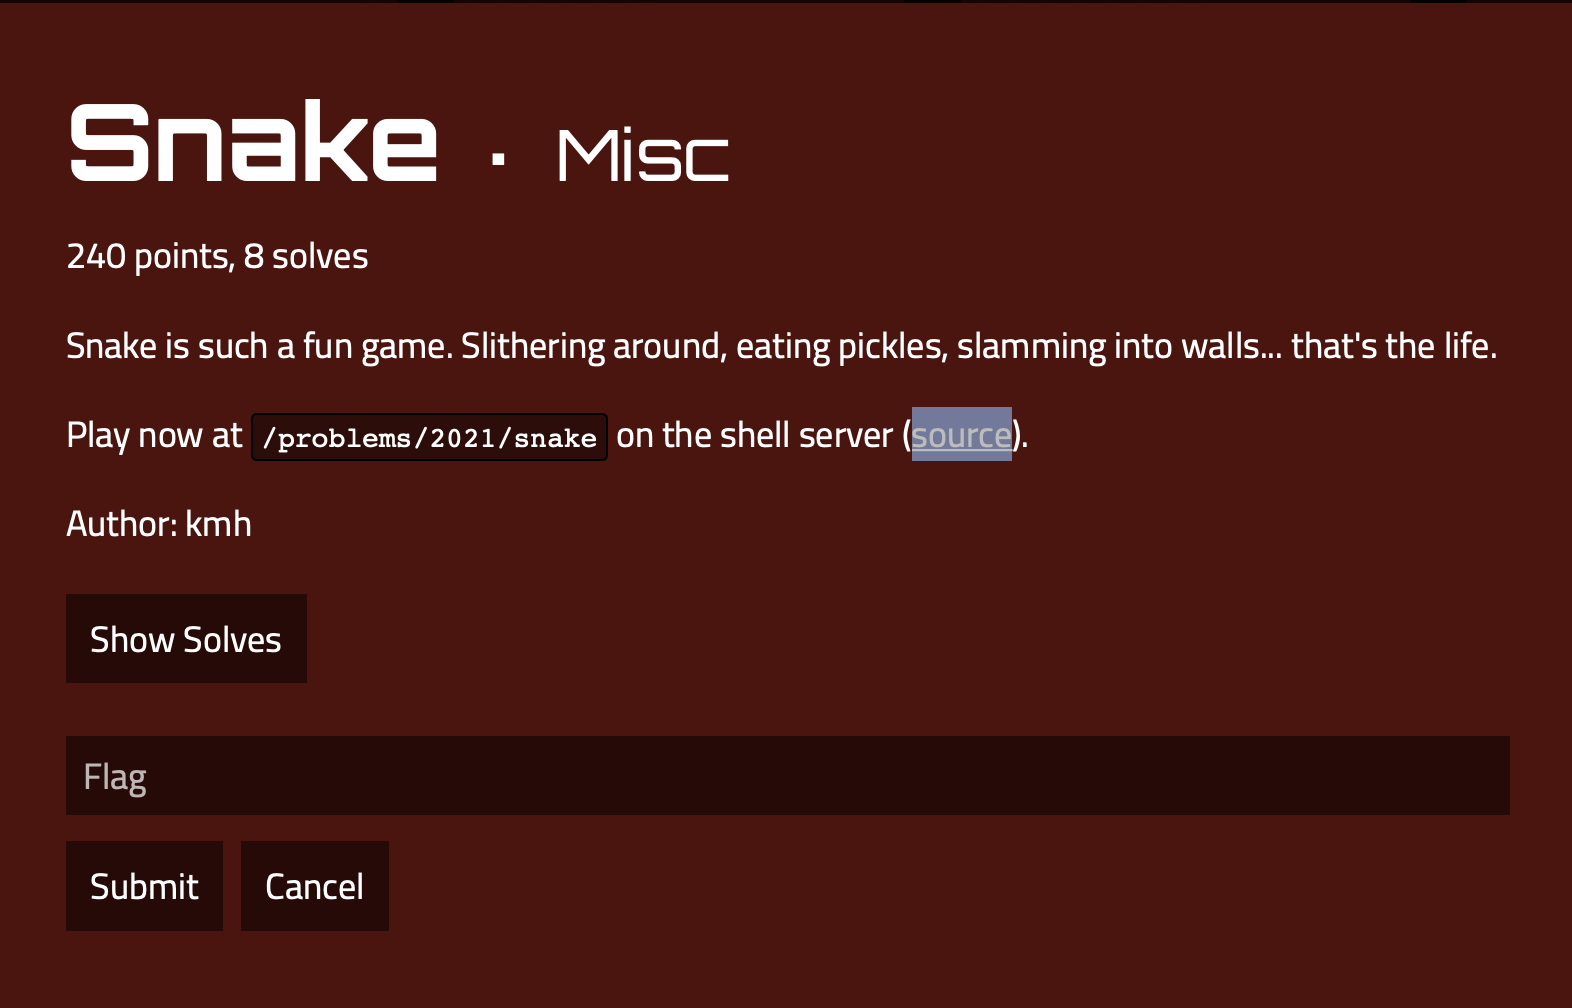 Snake · Misc
240 points, 8 solves
Snake is such a fun game. Slithering around, eating pickles, slamming into walls... that's the life.
Play now at /problems/2021/snake on the shell server (source).
Author: kmh
Show Solves
Flag
Submit Cancel